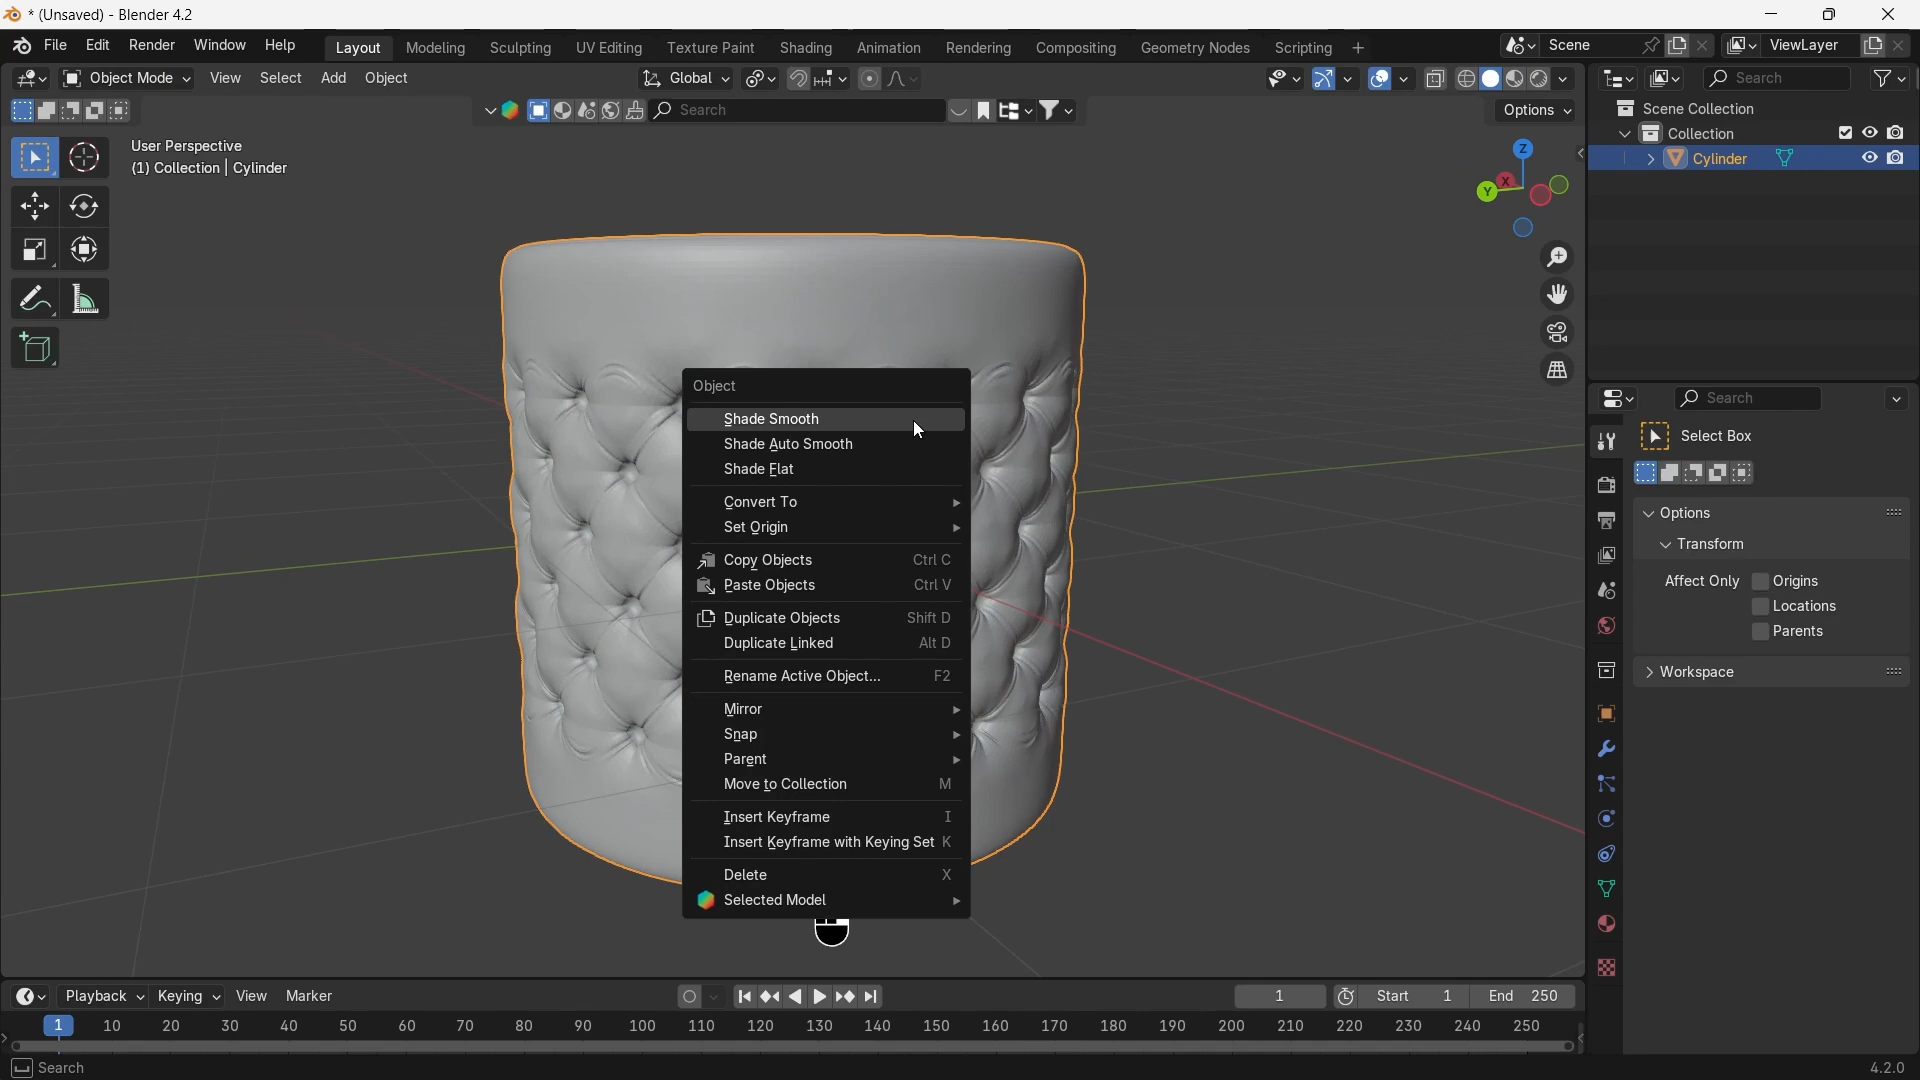 * (Unsaved) - Blender 4.2
File Edit Render Window Help
Layout Modeling Sculpting UV Editing Texture Paint Shading Animation Rendering Compositing Geometry Nodes Scripting +
Scene
ViewLayer
Object Mode View Select Add Object
Global
Search
Search
Options
User Perspective
(1) Collection | Cylinder
Z
X
Y
Scene Collection
Collection
Cylinder
Object
Shade Smooth
Shade Auto Smooth
Shade Flat
Convert To
Set Origin
Copy Objects Ctrl C
Paste Objects Ctrl V
Duplicate Objects Shift D
Duplicate Linked Alt D
Rename Active Object... F2
Mirror
Snap
Parent
Move to Collection M
Insert Keyframe I
Insert Keyframe with Keying Set K
Delete X
Selected Model
Search
Select Box
Options
Transform
Affect Only Origins
Locations
Parents
Workspace
Playback Keying View Marker
1
Start 1 End 250
1 10 20 30 40 50 60 70 80 90 100 110 120 130 140 150 160 170 180 190 200 210 220 230 240 250
Search
4.2.0